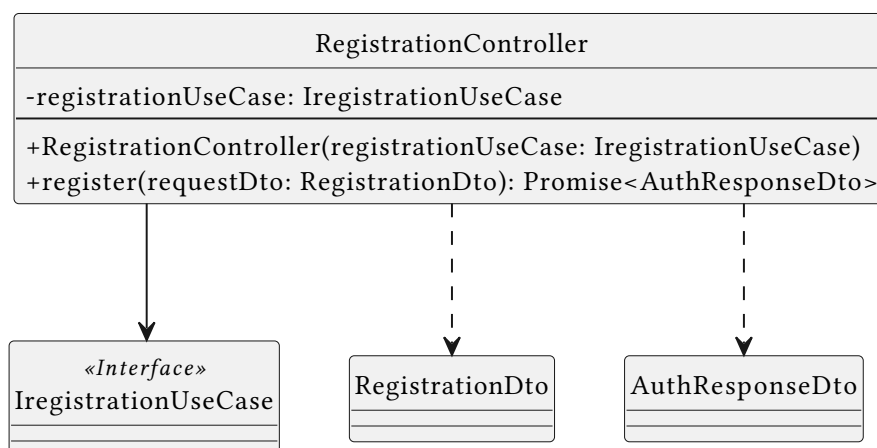 RegistrationController
-registrationUseCase: IregistrationUseCase
+RegistrationController(registrationUseCase: IregistrationUseCase)
+register(requestDto: RegistrationDto): Promise<AuthResponseDto>
«Interface»
IregistrationUseCase
RegistrationDto
AuthResponseDto